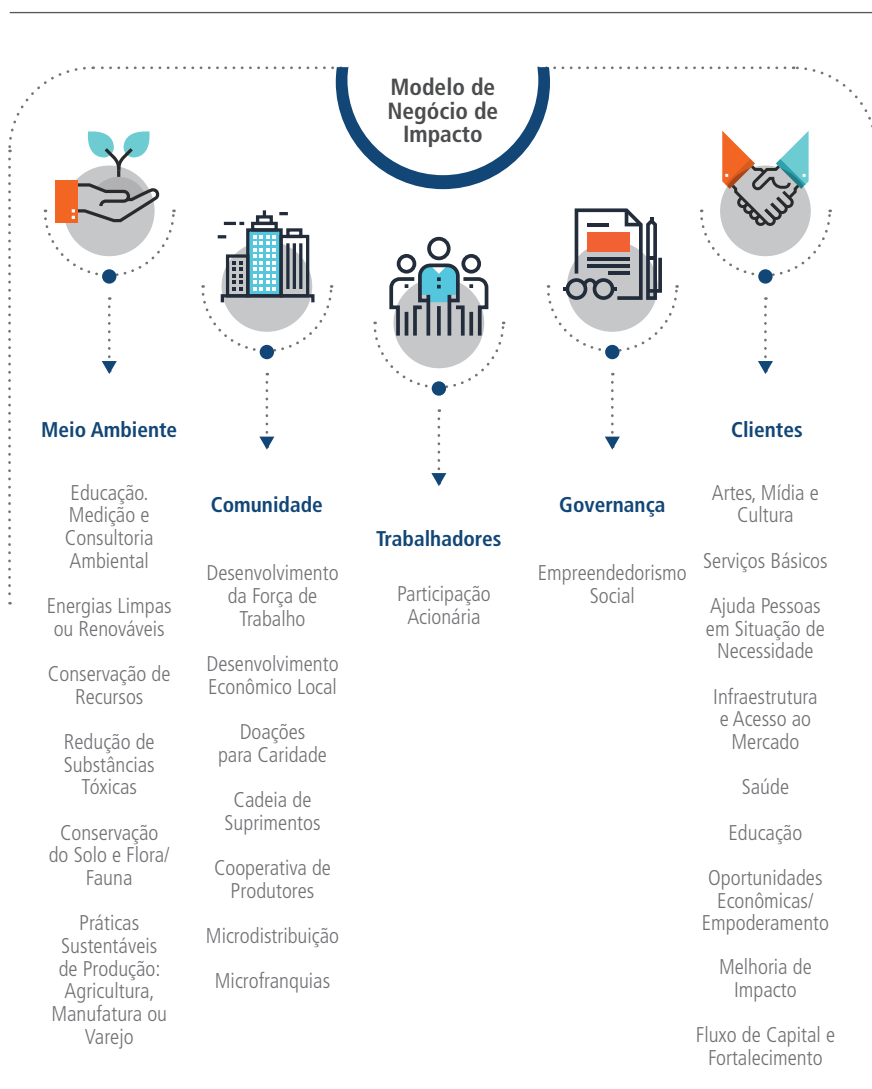 Modelo de
Negócio de
Impacto
Meio Ambiente
Educação.
Medição e
Consultoria
Ambiental
Energias Limpas
ou Renováveis
Conservação de
Recursos
Redução de
Substâncias
Tóxicas
Conservação
do Solo e Flora/
Fauna
Práticas
Sustentáveis
de Produção:
Agricultura,
Manufatura ou
Varejo
Comunidade
Desenvolvimento
da Força de
Trabalho
Desenvolvimento
Econômico Local
Doações
para Caridade
Cadeia de
Suprimentos
Cooperativa de
Produtores
Microdistribuição
Microfranquias
Trabalhadores
Participação
Acionária
Governança
Empreendedorismo
Social
Clientes
Artes, Mídia e
Cultura
Serviços Básicos
Ajuda Pessoas
em Situação de
Necessidade
Infraestrutura
e Acesso ao
Mercado
Saúde
Educação
Oportunidades
Econômicas/
Empoderamento
Melhoria de
Impacto
Fluxo de Capital e
Fortalecimento